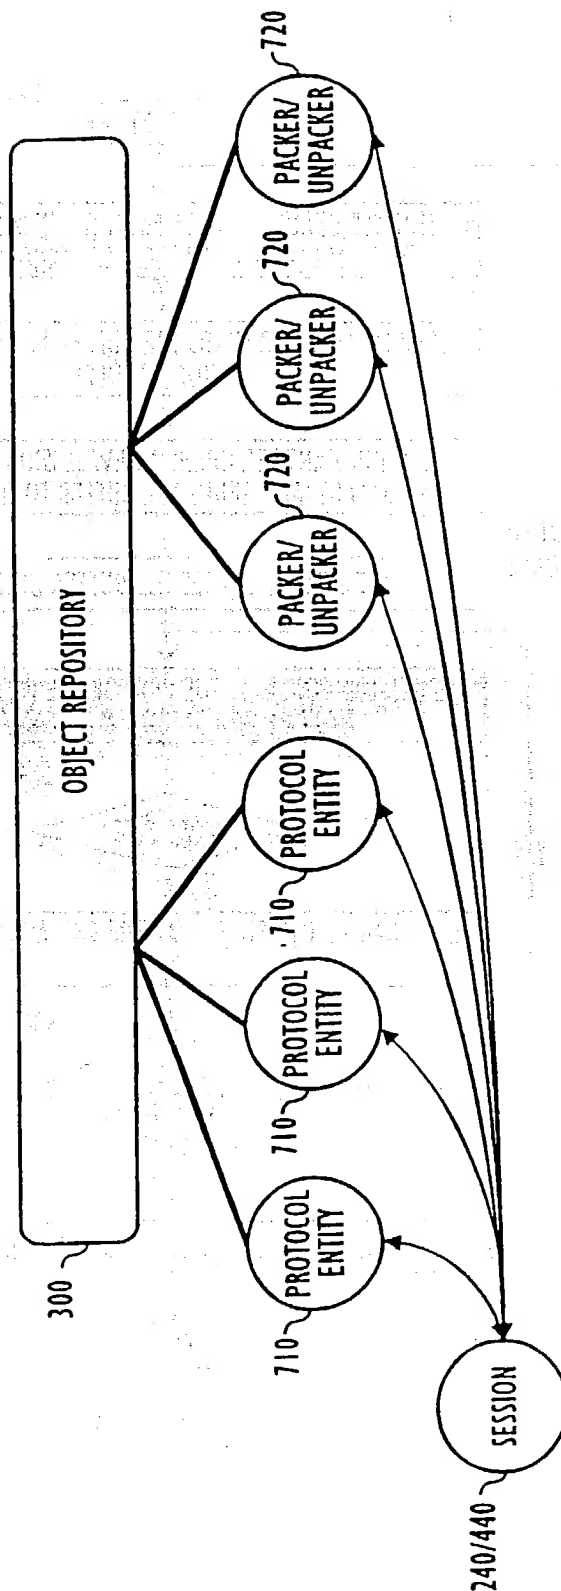 OBJECT REPOSITORY
300
PROTOCOL
ENTITY
710
PROTOCOL
ENTITY
710
PROTOCOL
ENTITY
710
PACKER/
UNPACKER
720
PACKER/
UNPACKER
720
PACKER/
UNPACKER
720
SESSION
240/440